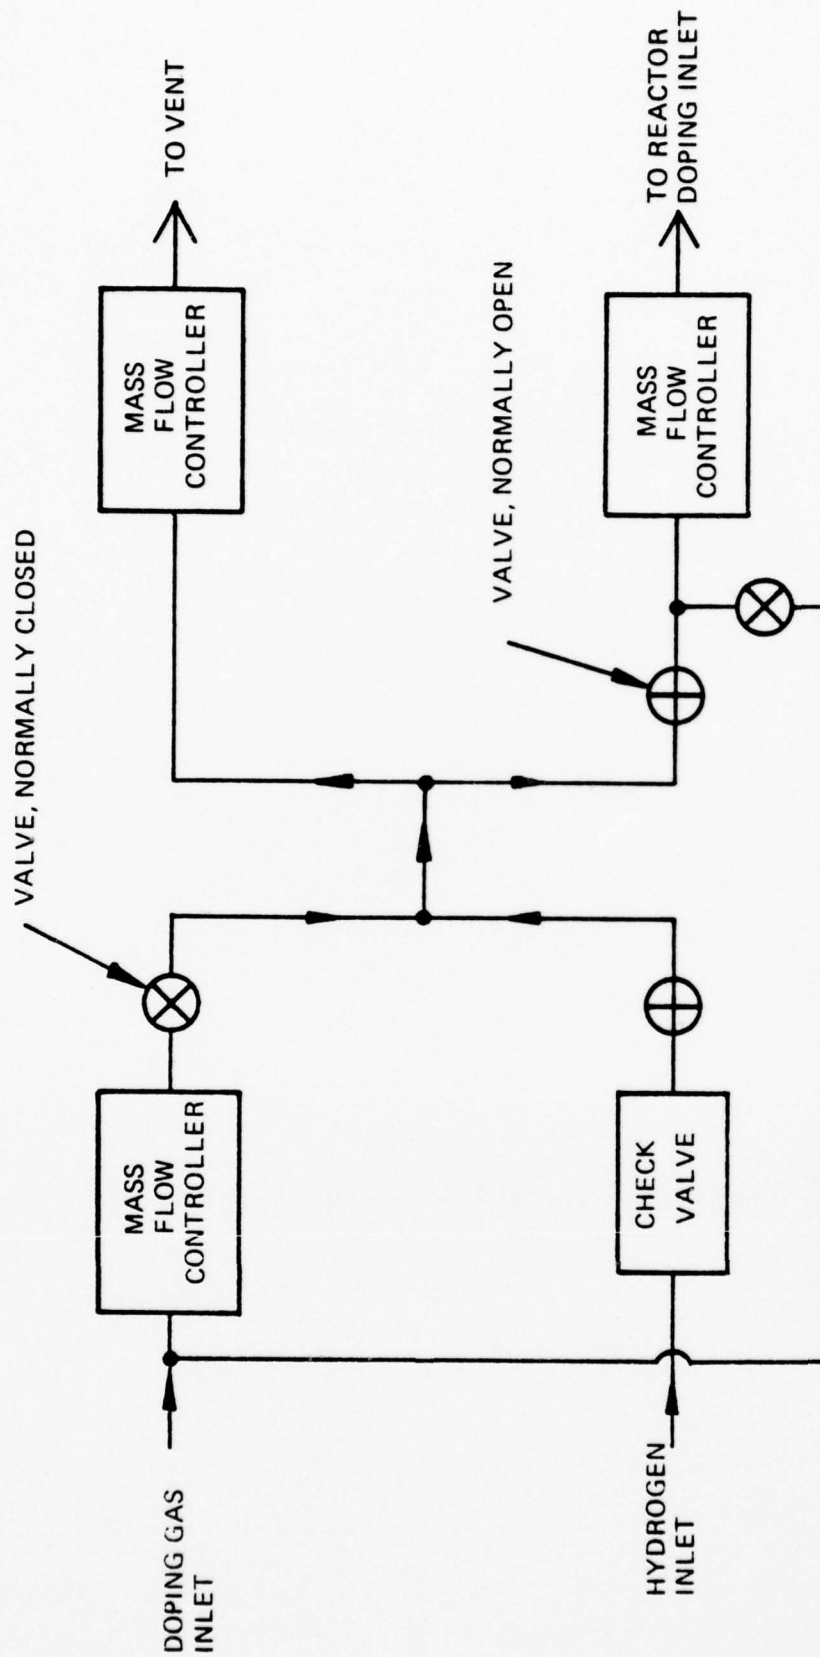 VALVE, NORMALLY CLOSED
DOPING GAS
INLET
MASS
FLOW
CONTROLLER
MASS
FLOW
CONTROLLER
TO VENT
VALVE, NORMALLY OPEN
HYDROGEN
INLET
CHECK
VALVE
MASS
FLOW
CONTROLLER
TO REACTOR
DOPING INLET